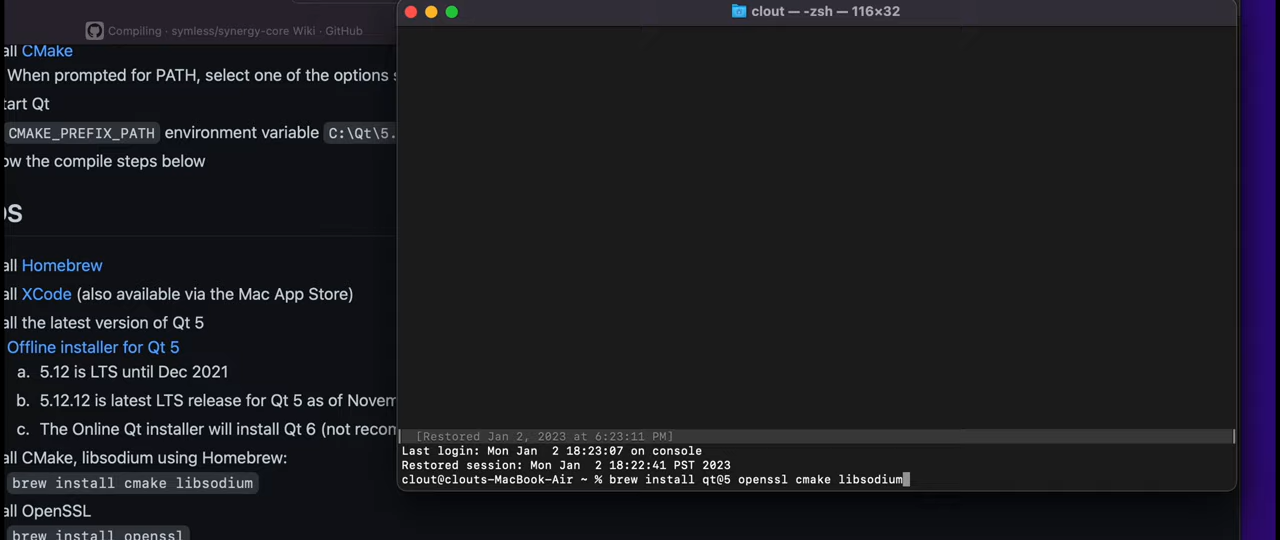 Compiling · symless/synergy-core Wiki · GitHub
all CMake
When prompted for PATH, select one of the options s
tart Qt
CMAKE_PREFIX_PATH environment variable C:\Qt\5.
ow the compile steps below
OS
all Homebrew
all XCode (also available via the Mac App Store)
all the latest version of Qt 5
Offline installer for Qt 5
a. 5.12 is LTS until Dec 2021
b. 5.12.12 is latest LTS release for Qt 5 as of Novem
c. The Online Qt installer will install Qt 6 (not recon
all CMake, libsodium using Homebrew:
brew install cmake libsodium
all OpenSSL
brew install openssl
clout — -zsh — 116×32
[Restored Jan 2, 2023 at 6:23:11 PM]
Last login: Mon Jan  2 18:23:07 on console
Restored session: Mon Jan  2 18:22:41 PST 2023
clout@clouts-MacBook-Air ~ % brew install qt@5 openssl cmake libsodium